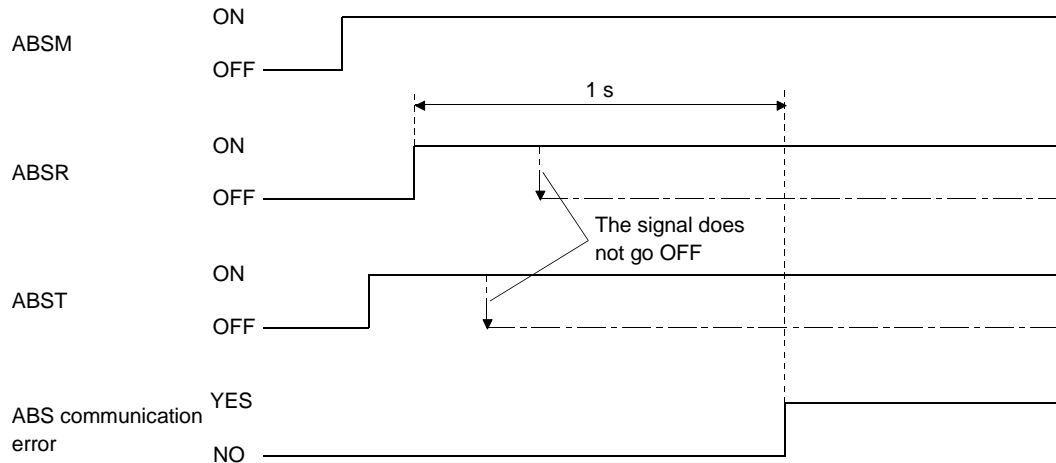 ON
ABSM
OFF
1 s
ON
ABSR
OFF
The signal does
not go OFF
ON
ABST
OFF
YES
ABS communication
error
NO